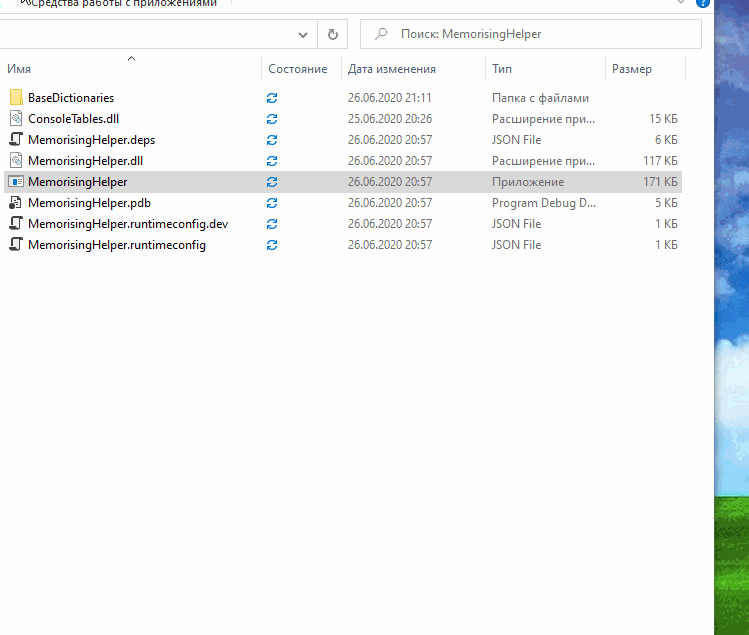 Средства работы с приложениями
?
Поиск: MemorisingHelper
Имя Состояние Дата изменения Тип Размер
BaseDictionaries 26.06.2020 21:11 Папка с файлами
ConsoleTables.dll 25.06.2020 20:26 Расширение при... 15 КБ
MemorisingHelper.deps 26.06.2020 20:57 JSON File 6 КБ
MemorisingHelper.dll 26.06.2020 20:57 Расширение при... 117 КБ
MemorisingHelper 26.06.2020 20:57 Приложение 171 КБ
MemorisingHelper.pdb 26.06.2020 20:57 Program Debug D... 5 КБ
MemorisingHelper.runtimeconfig.dev 26.06.2020 20:57 JSON File 1 КБ
MemorisingHelper.runtimeconfig 26.06.2020 20:57 JSON File 1 КБ